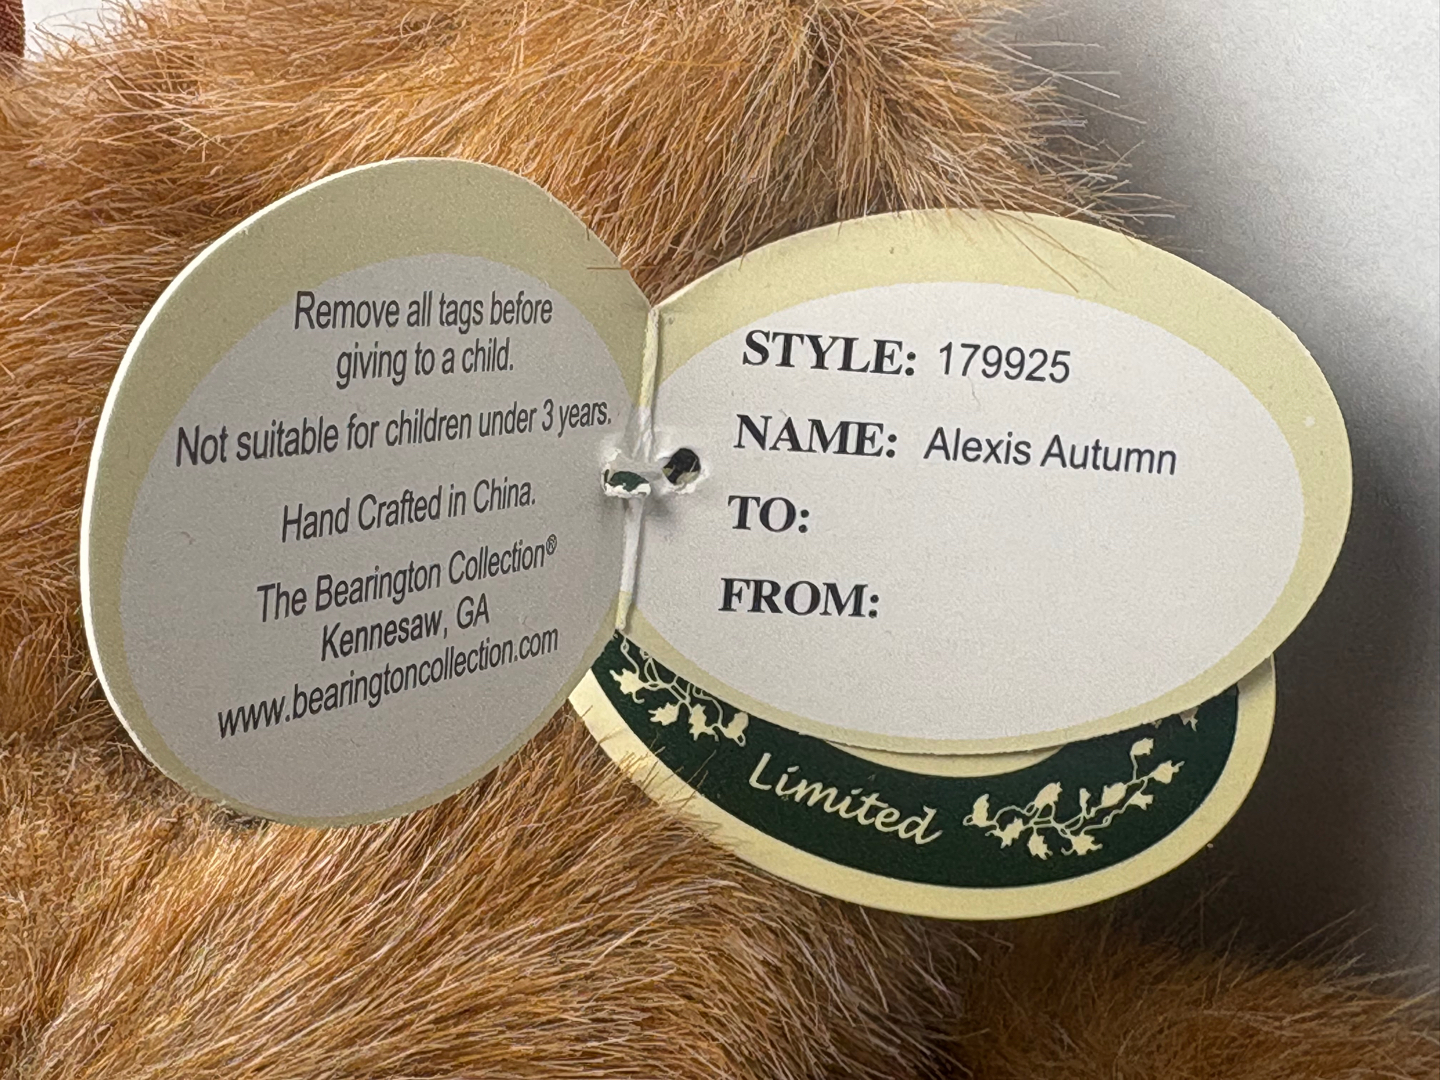 Remove all tags before
giving to a child.
Not suitable for children under 3 years.
Hand Crafted in China.
The Bearington Collection®
Kennesaw, GA
www.bearingtoncollection.com
STYLE: 179925
NAME: Alexis Autumn
TO:
FROM:
Limited